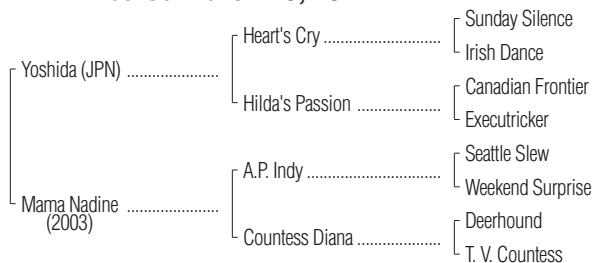 Sunday Silence
Heart's Cry
Irish Dance
Yoshida (JPN)
Canadian Frontier
Hilda's Passion
Executricker
Seattle Slew
A.P. Indy
Weekend Surprise
Mama Nadine
(2003)
Deerhound
Countess Diana
T. V. Countess